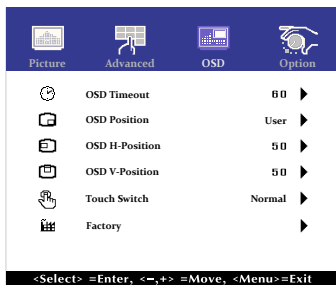 Picture Advanced OSD Option
OSD Timeout 60
OSD Position User
OSD H-Position 50
OSD V-Position 50
Touch Switch Normal
Factory
<Select> =Enter, <−,+> =Move, <Menu>=Exit